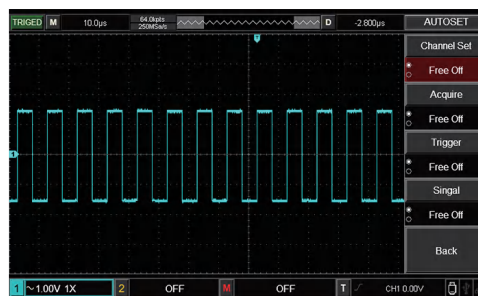 TRIGED M 10.0μs 64.0kpts D -2.800μs AUTOSET
250MSa/s
T
Channel Set
Free Off
Acquire
Free Off
Trigger
1
Free Off
Singal
Free Off
Back
1 ~1.00V 1X 2 OFF M OFF T CH1 0.00V